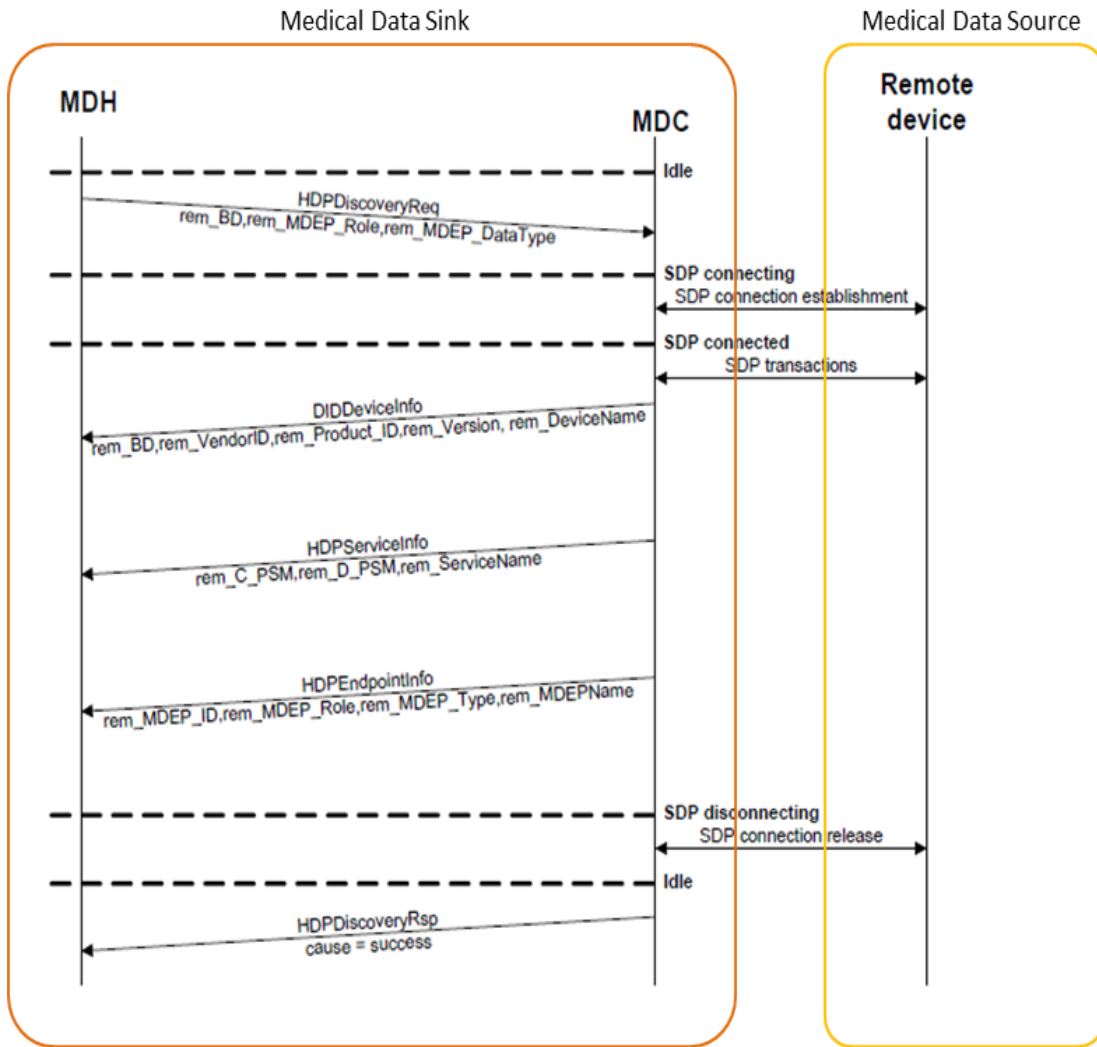 Medical Data Sink
Medical Data Source
MDH
MDC
Remote
device
Idle
HDPDiscoveryReq
rem_BD,rem_MDEP_Role,rem_MDEP_DataType
SDP connecting
SDP connection establishment
SDP connected
SDP transactions
DIDDeviceInfo
rem_BD,rem_VendorID,rem_Product_ID,rem_Version, rem_DeviceName
HDPServiceInfo
rem_C_PSM,rem_D_PSM,rem_ServiceName
HDPEndpointInfo
rem_MDEP_ID,rem_MDEP_Role,rem_MDEP_Type,rem_MDEPName
SDP disconnecting
SDP connection release
Idle
HDPDiscoveryRsp
cause = success